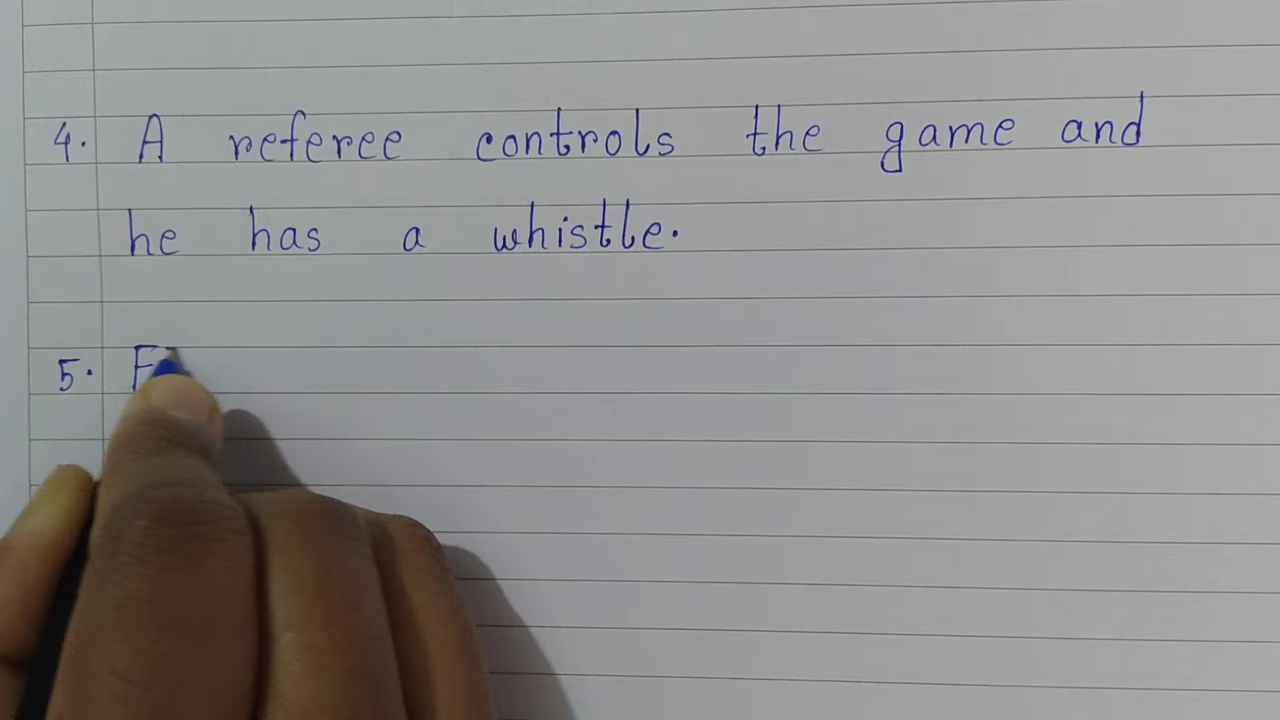 4. A referee controls the game and
he has a whistle.
5. F